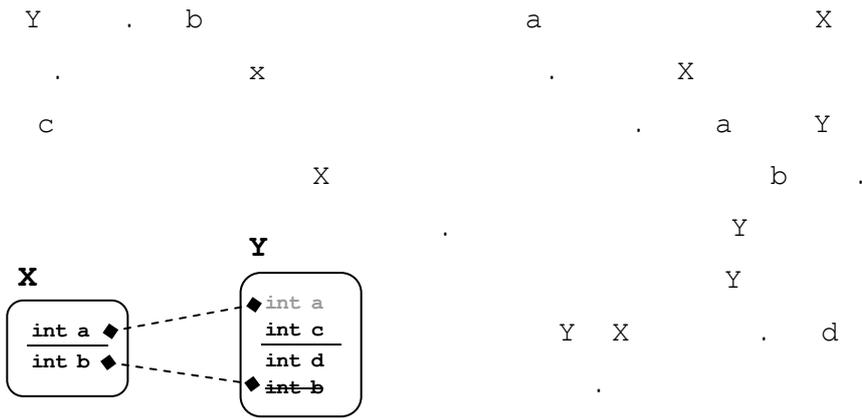 Y . b a X
. x . X
c . a Y
X b .
. Y
Y
X
Y
int a
int c
int a
int d
int b
int b
Y X . d
.